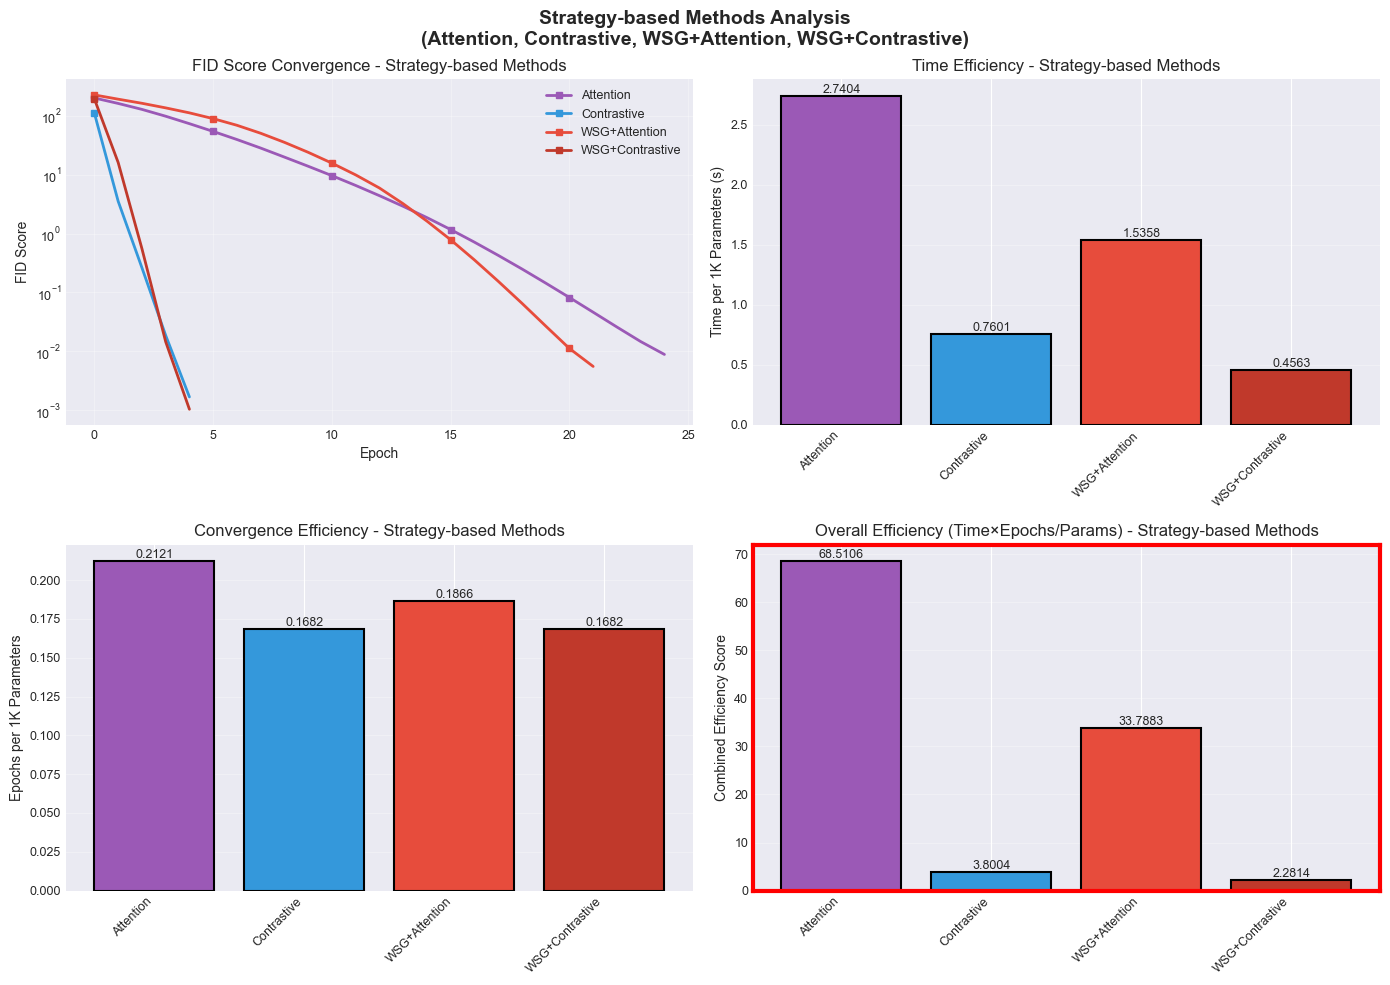 Strategy-based Methods Analysis
(Attention, Contrastive, WSG+Attention, WSG+Contrastive)
FID Score Convergence - Strategy-based Methods
FID Score
10²
10¹
10⁰
10⁻¹
10⁻²
10⁻³
0
5
10
15
20
25
Epoch
Attention
Contrastive
WSG+Attention
WSG+Contrastive
Time Efficiency - Strategy-based Methods
Time per 1K Parameters (s)
2.5
2.0
1.5
1.0
0.5
0.0
2.7404
0.7601
1.5358
0.4563
Attention
Contrastive
WSG+Attention
WSG+Contrastive
Convergence Efficiency - Strategy-based Methods
Epochs per 1K Parameters
0.200
0.175
0.150
0.125
0.100
0.075
0.050
0.025
0.000
0.2121
0.1682
0.1866
0.1682
Attention
Contrastive
WSG+Attention
WSG+Contrastive
Overall Efficiency (Time×Epochs/Params) - Strategy-based Methods
Combined Efficiency Score
70
60
50
40
30
20
10
0
68.5106
3.8004
33.7883
2.2814
Attention
Contrastive
WSG+Attention
WSG+Contrastive